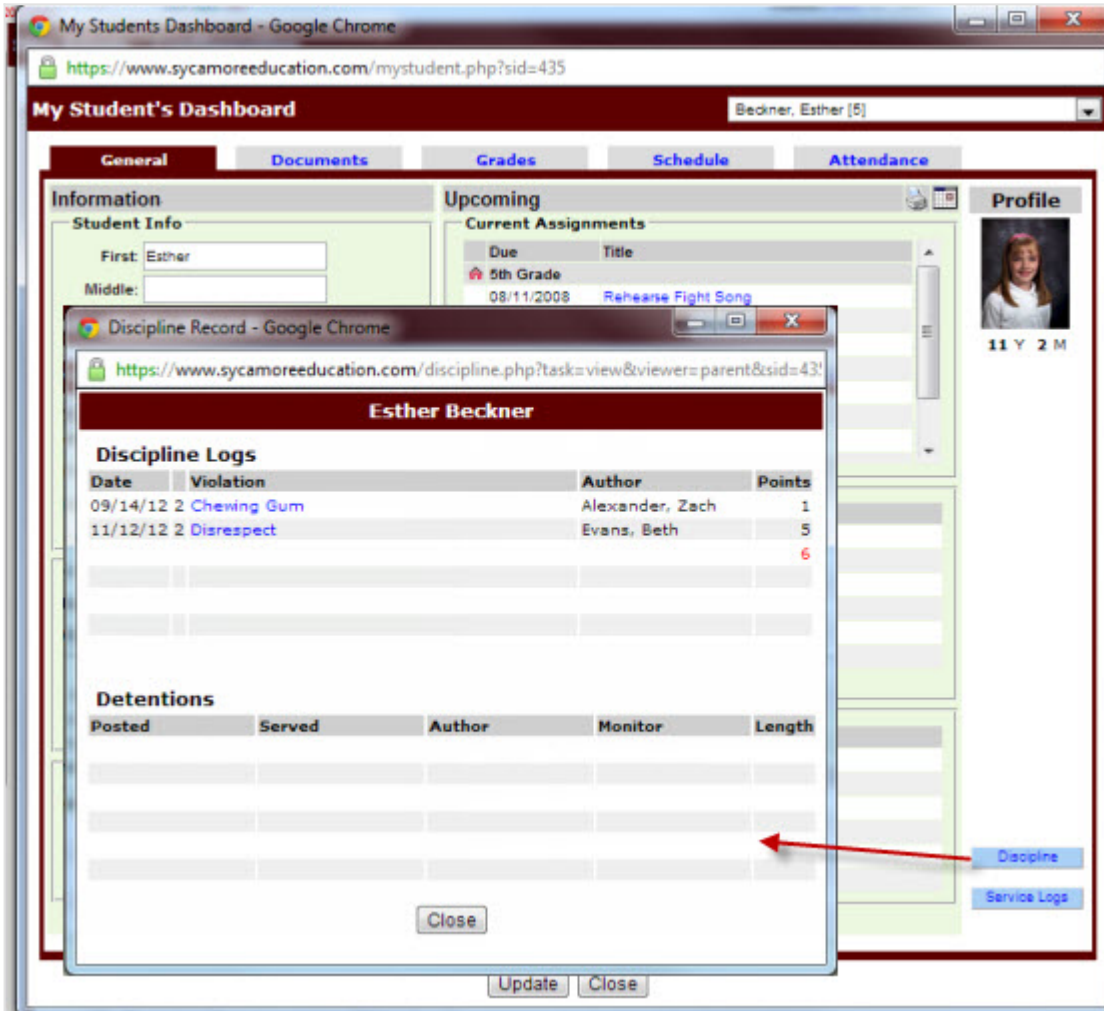 My Students Dashboard - Google Chrome
https://www.sycamoreeducation.com/mystudent.php?sid=435
My Student's Dashboard
Beckner, Esther [5]
General Documents Grades Schedule Attendance
Information Upcoming Profile
Student Info Current Assignments
First: Esther Due Title
5th Grade
Middle:
08/11/2008 Rehearse Fight Song
11 Y 2 M
Discipline Record - Google Chrome
https://www.sycamoreeducation.com/discipline.php?task=view&viewer=parent&sid=43
Esther Beckner
Discipline Logs
Date Violation Author Points
09/14/12 2 Chewing Gum Alexander, Zach 1
11/12/12 2 Disrespect Evans, Beth 5
6
Detentions
Posted Served Author Monitor Length
Discipline
Service Logs
Close
Update Close